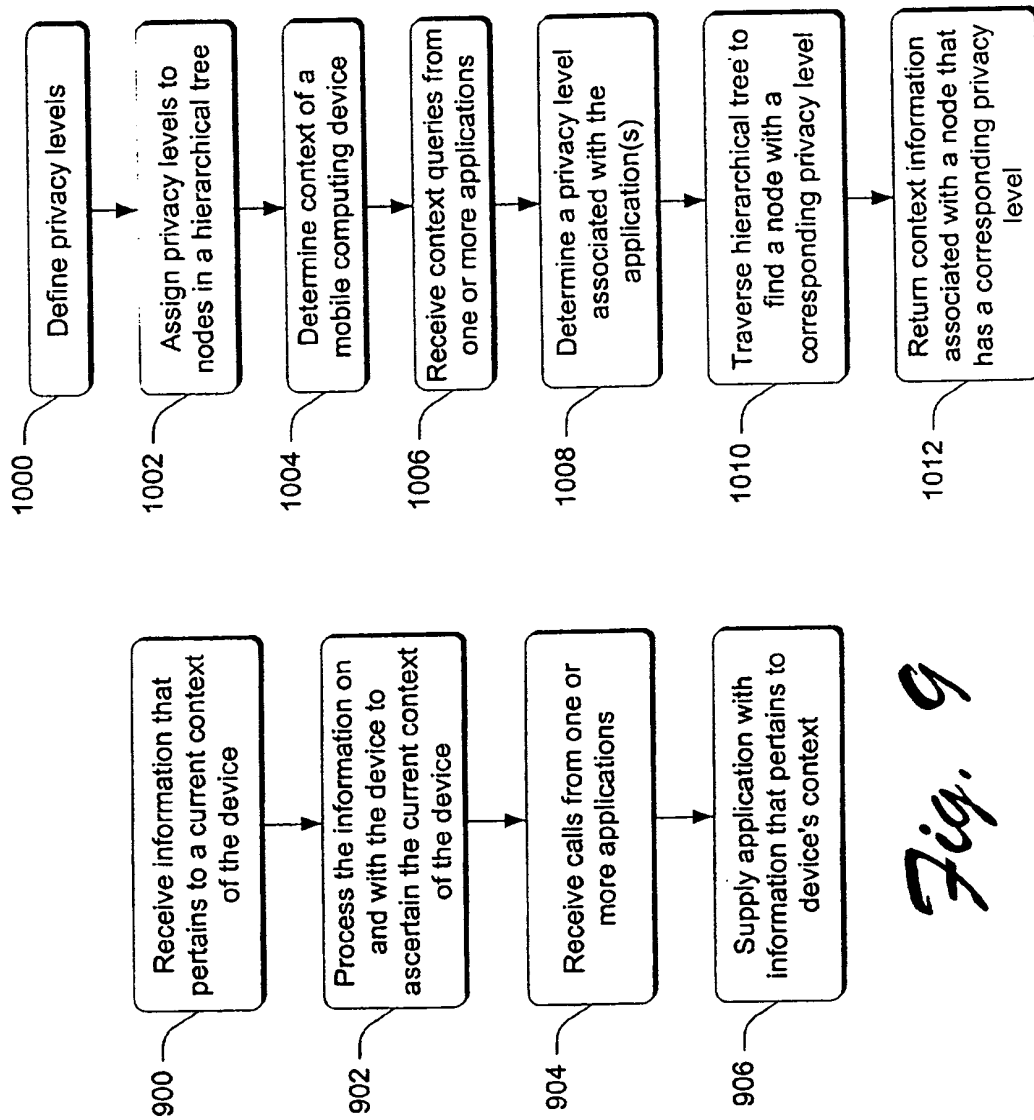 900
Receive information that
pertains to a current context
of the device
902
Process the information on
and with the device to
ascertain the current context
of the device
904
Receive calls from one or
more applications
906
Supply application with
information that pertains to
device's context
Fig. 9
1000
Define privacy levels
1002
Assign privacy levels to
nodes in a hierarchical tree
1004
Determine context of a
mobile computing device
1006
Receive context queries from
one or more applications
1008
Determine a privacy level
associated with the
application(s)
1010
Traverse hierarchical tree to
find a node with a
corresponding privacy level
1012
Return context information
associated with a node that
has a corresponding privacy
level